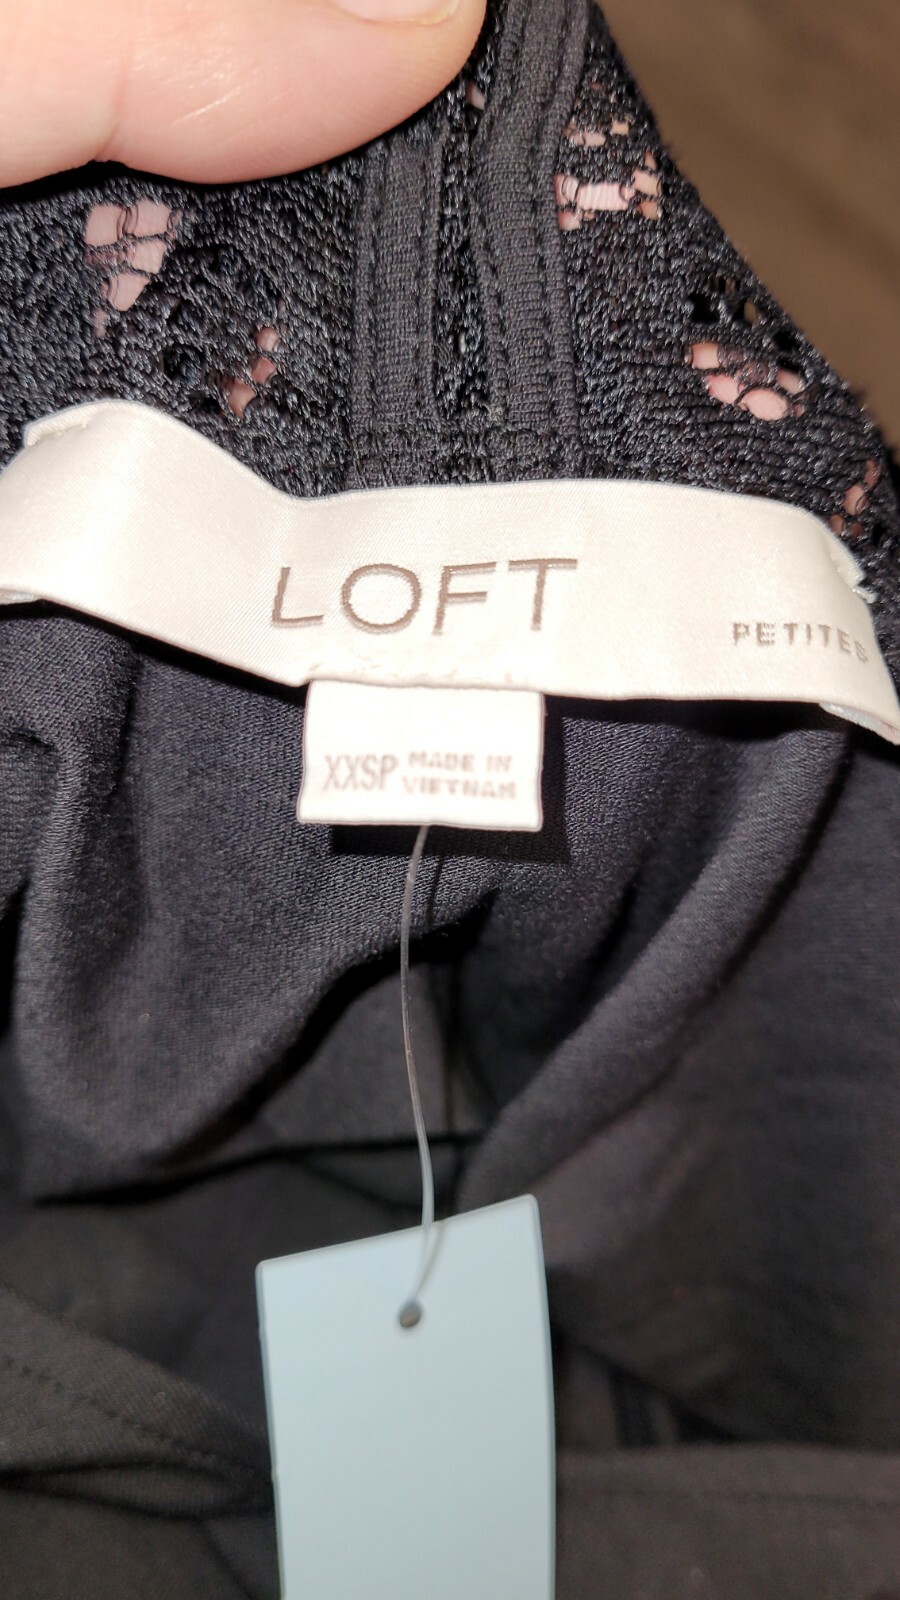 LOFT
PETITES
XXSP MADE IN
VIETNAM